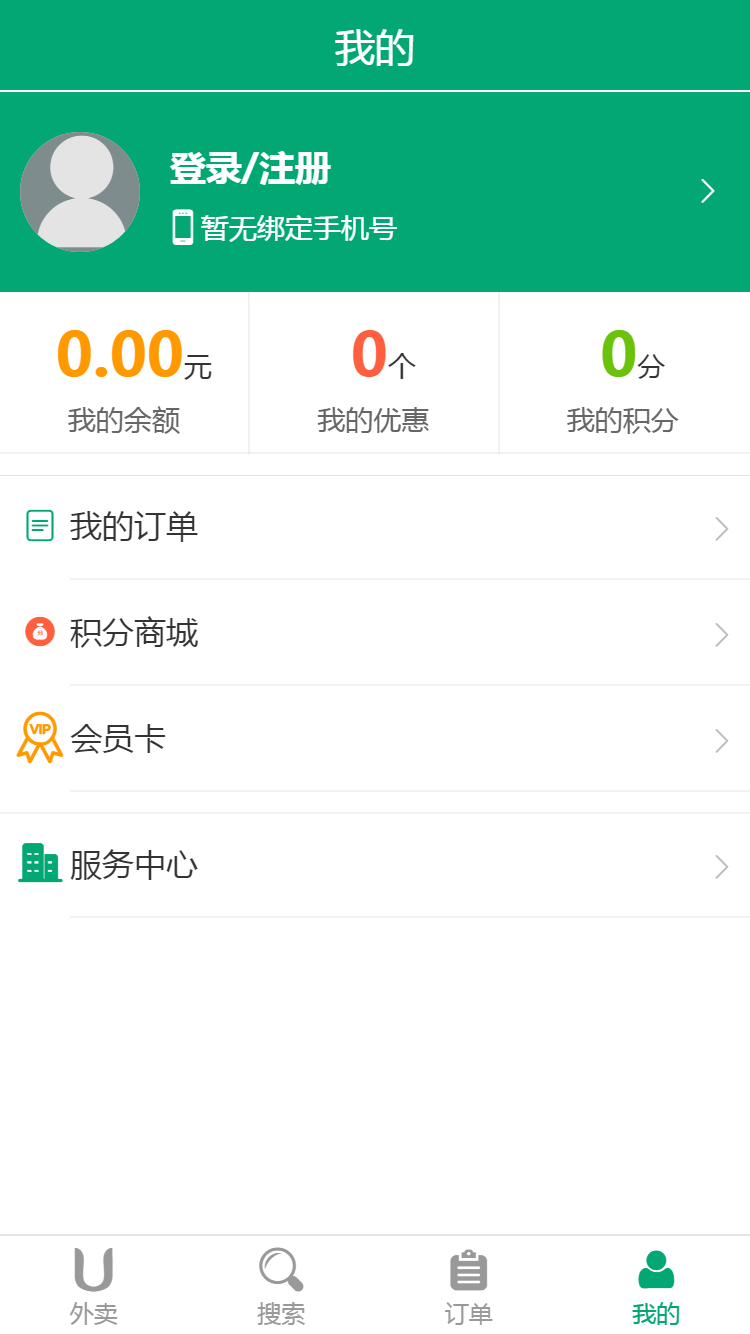 我的
登录/注册
暂无绑定手机号
0.00元
我的余额
0个
我的优惠
0分
我的积分
我的订单
积分商城
VIP
会员卡
服务中心
外卖
搜索
订单
我的